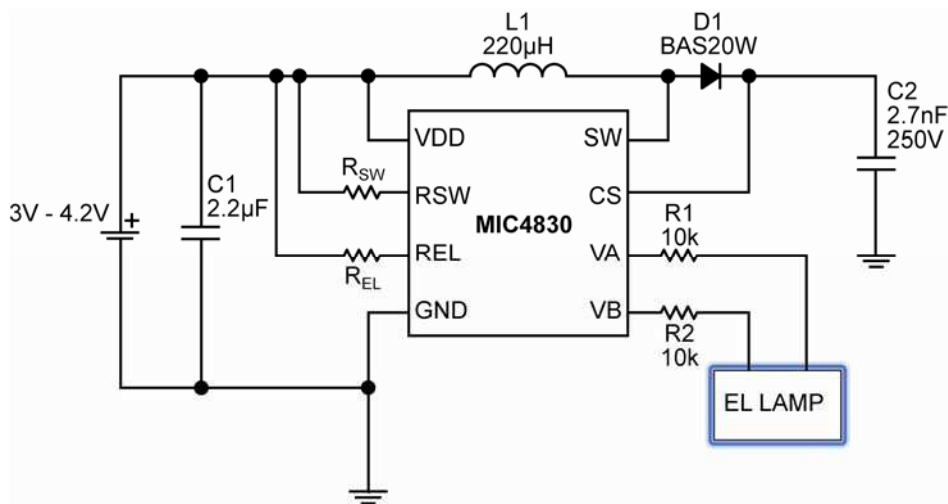 L1
220µH
D1
BAS20W
C2
2.7nF
250V
VDD
SW
RSW
C1
2.2µF
RSW
CS
3V - 4.2V
+
MIC4830
R1
10k
REL
VA
REL
GND
VB
R2
10k
EL LAMP